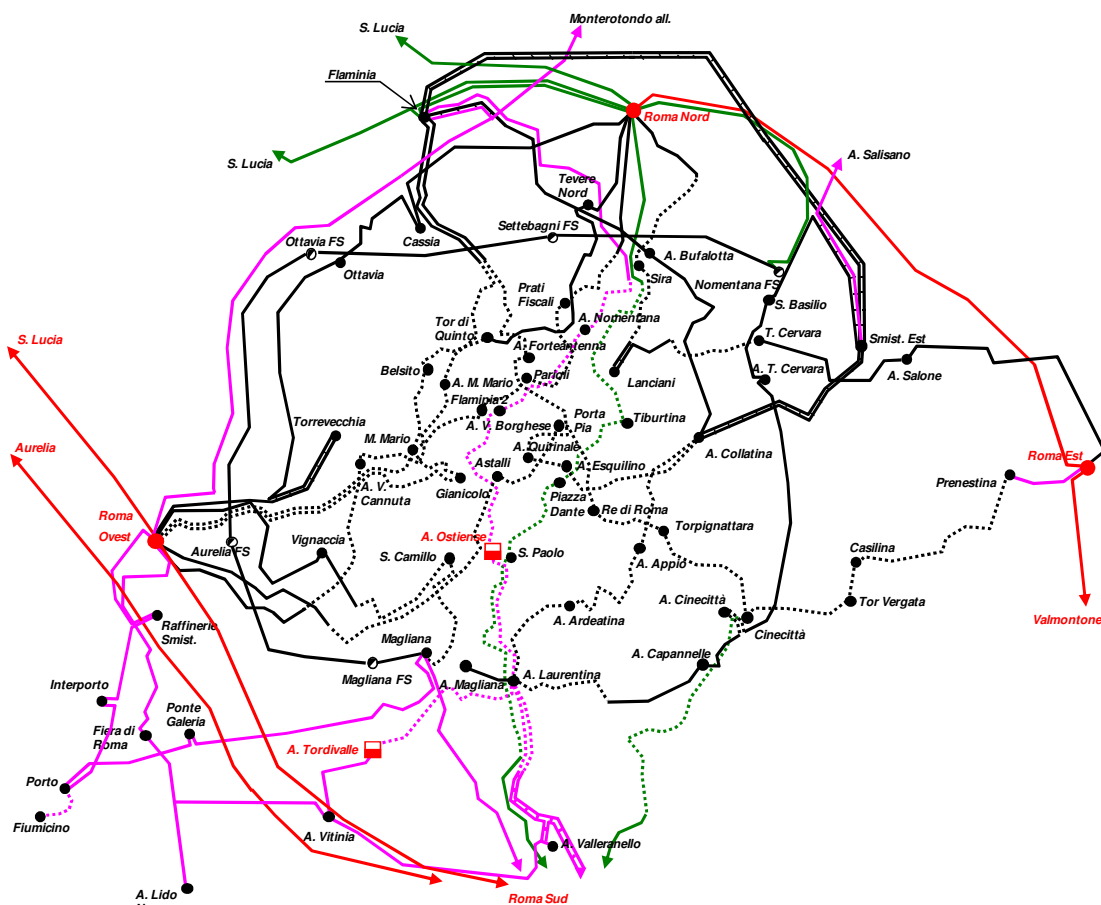 S. Lucia
Monterotondo all.
Flaminia
Roma Nord
S. Lucia
A. Salisano
Tevere
Nord
Ottavia FS
Cassia
Settebagni FS
Ottavia
A. Bufalotta
Sira
Nomentana FS
Prati
Fiscali
S. Basilio
Tor di
Quinto
A. Nomentana
T. Cervara
Smist. Est
S. Lucia
A. Forteantenna
Belsito
A. M. Mario
Parioli
Lanciani
A. T. Cervara
A. Salone
Flaminia 2
Torrevecchia
A. V. Borghese
Porta
Pia
Tiburtina
Aurelia
M. Mario
A. Quirinale
A. Collatina
Roma Est
Astalli
A. Esquilino
A. V.
Cannuta
Gianicolo
Piazza
Dante
Prenestina
Roma
Ovest
Re di Roma
Torpignattara
Aurelia FS
Vignaccia
A. Ostiense
S. Camillo
S. Paolo
A. Appio
Casilina
A. Cinecittà
Tor Vergata
Raffinerie
Smist.
A. Ardeatina
Cinecittà
Valmontone
Magliana
A. Capannelle
Magliana FS
A. Magliana
A. Laurentina
Interporto
Ponte
Galeria
Fiera di
Roma
A. Tordivalle
Porto
Fiumicino
A. Vitinia
A. Valleranello
A. Lido
Roma Sud